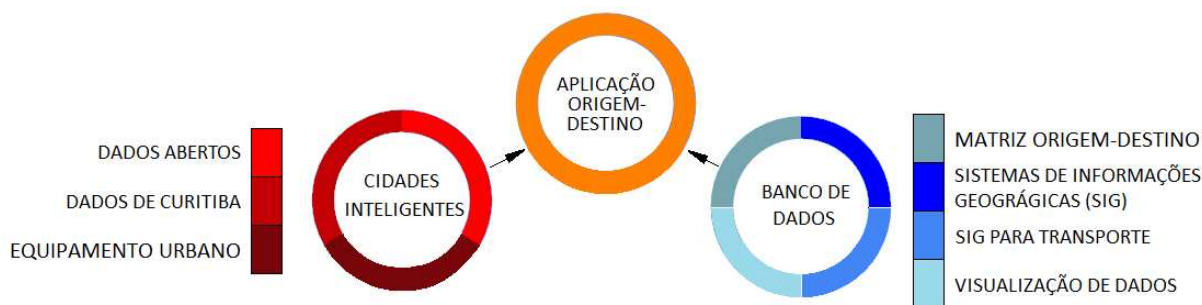 APLICAÇÃO
ORIGEM-
DESTINO
DADOS ABERTOS
DADOS DE CURITIBA
EQUIPAMENTO URBANO
CIDADES
INTELIGENTES
BANCO DE
DADOS
MATRIZ ORIGEM-DESTINO
SISTEMAS DE INFORMAÇÕES
GEOGRÁGICAS (SIG)
SIG PARA TRANSPORTE
VISUALIZAÇÃO DE DADOS